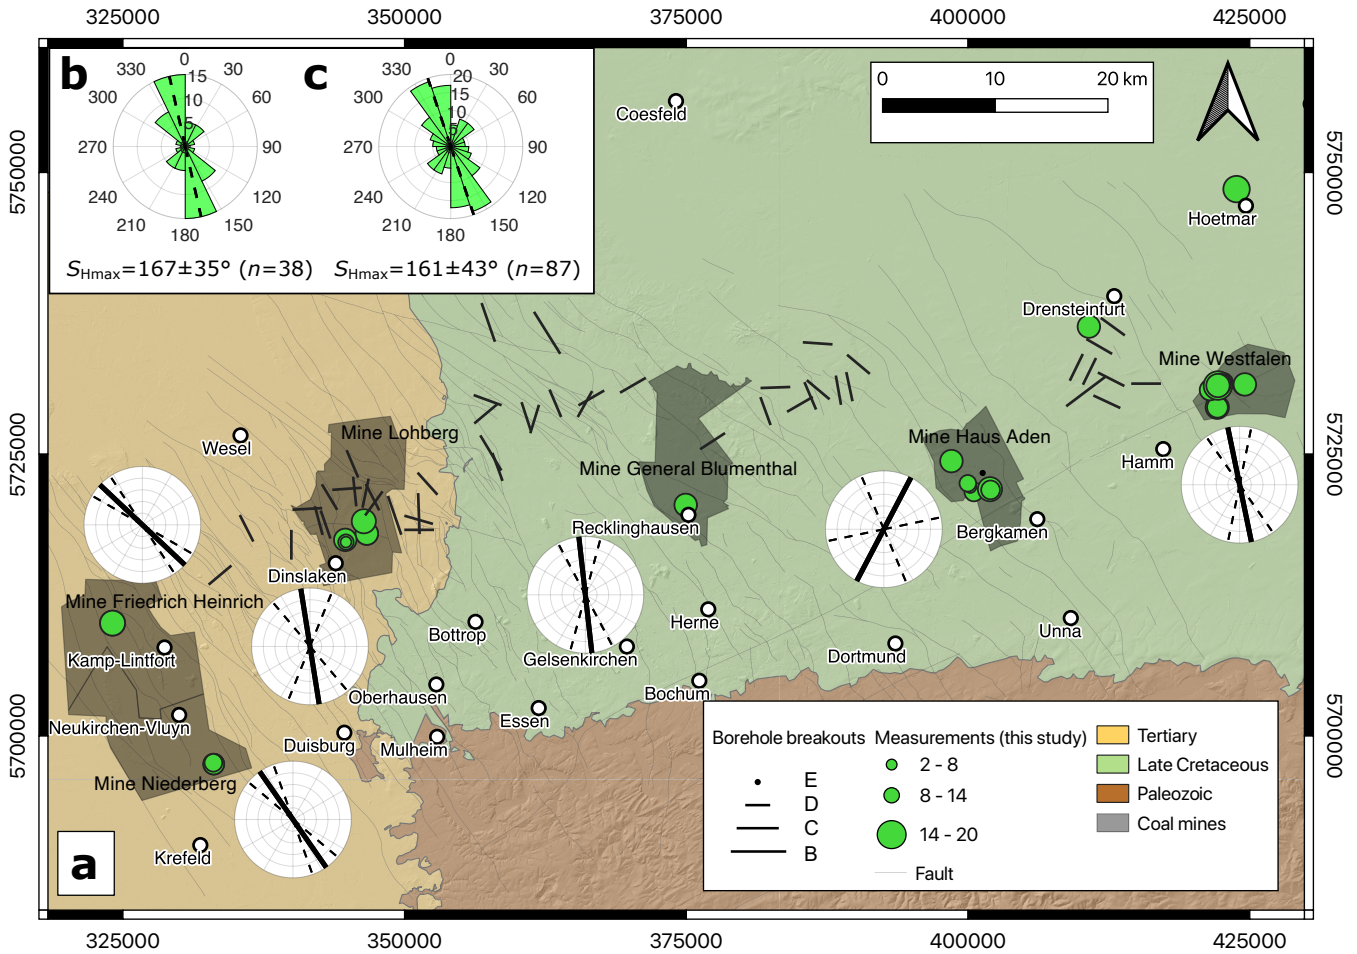 325000 350000 375000 400000 425000
b
0
330 30
300 60
270 90
240 120
210 150
180
15
10
5
SHmax=167±35° (n=38)
c
0
330 30
300 60
270 90
240 120
210 150
180
20
15
10
5
SHmax=161±43° (n=87)
0 10 20 km
Coesfeld
5750000
5750000
Hoetmar
Drensteinfurt
Mine Westfalen
Mine Lohberg
Wesel
Mine Haus Aden
5725000
5725000
Mine General Blumenthal
Hamm
Recklinghausen
Bergkamen
Dinslaken
Mine Friedrich Heinrich
Herne
Bottrop
Unna
Kamp-Lintfort
Gelsenkirchen
Dortmund
Oberhausen
Bochum
Neukirchen-Vluyn
Essen
Duisburg
Mulheim
5700000
5700000
Mine Niederberg
Krefeld
a
Borehole breakouts
E
D
C
B
Measurements (this study)
2 - 8
8 - 14
14 - 20
Fault
Tertiary
Late Cretaceous
Paleozoic
Coal mines
325000 350000 375000 400000 425000